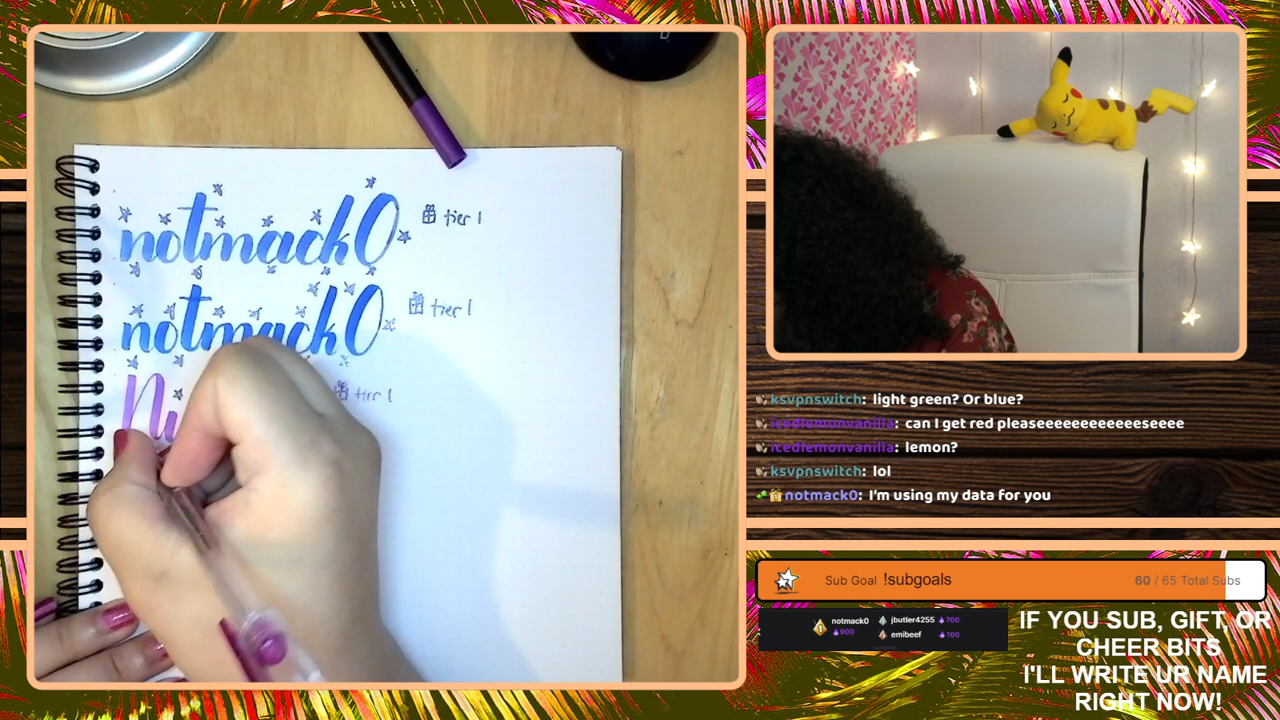 notmack0 tier 1
notmack0 tier 1
tier 1
ksvpnswitch: light green? Or blue?
icedlemonvanilla: can I get red pleaseeeeeeeeeeeseeee
icedlemonvanilla: lemon?
ksvpnswitch: lol
notmack0: I'm using my data for you
Sub Goal !subgoals 60 / 65 Total Subs
1 notmack0 900 jbutler4255 700
emibeef 100
IF YOU SUB, GIFT, OR
CHEER BITS
I'LL WRITE UR NAME
RIGHT NOW!